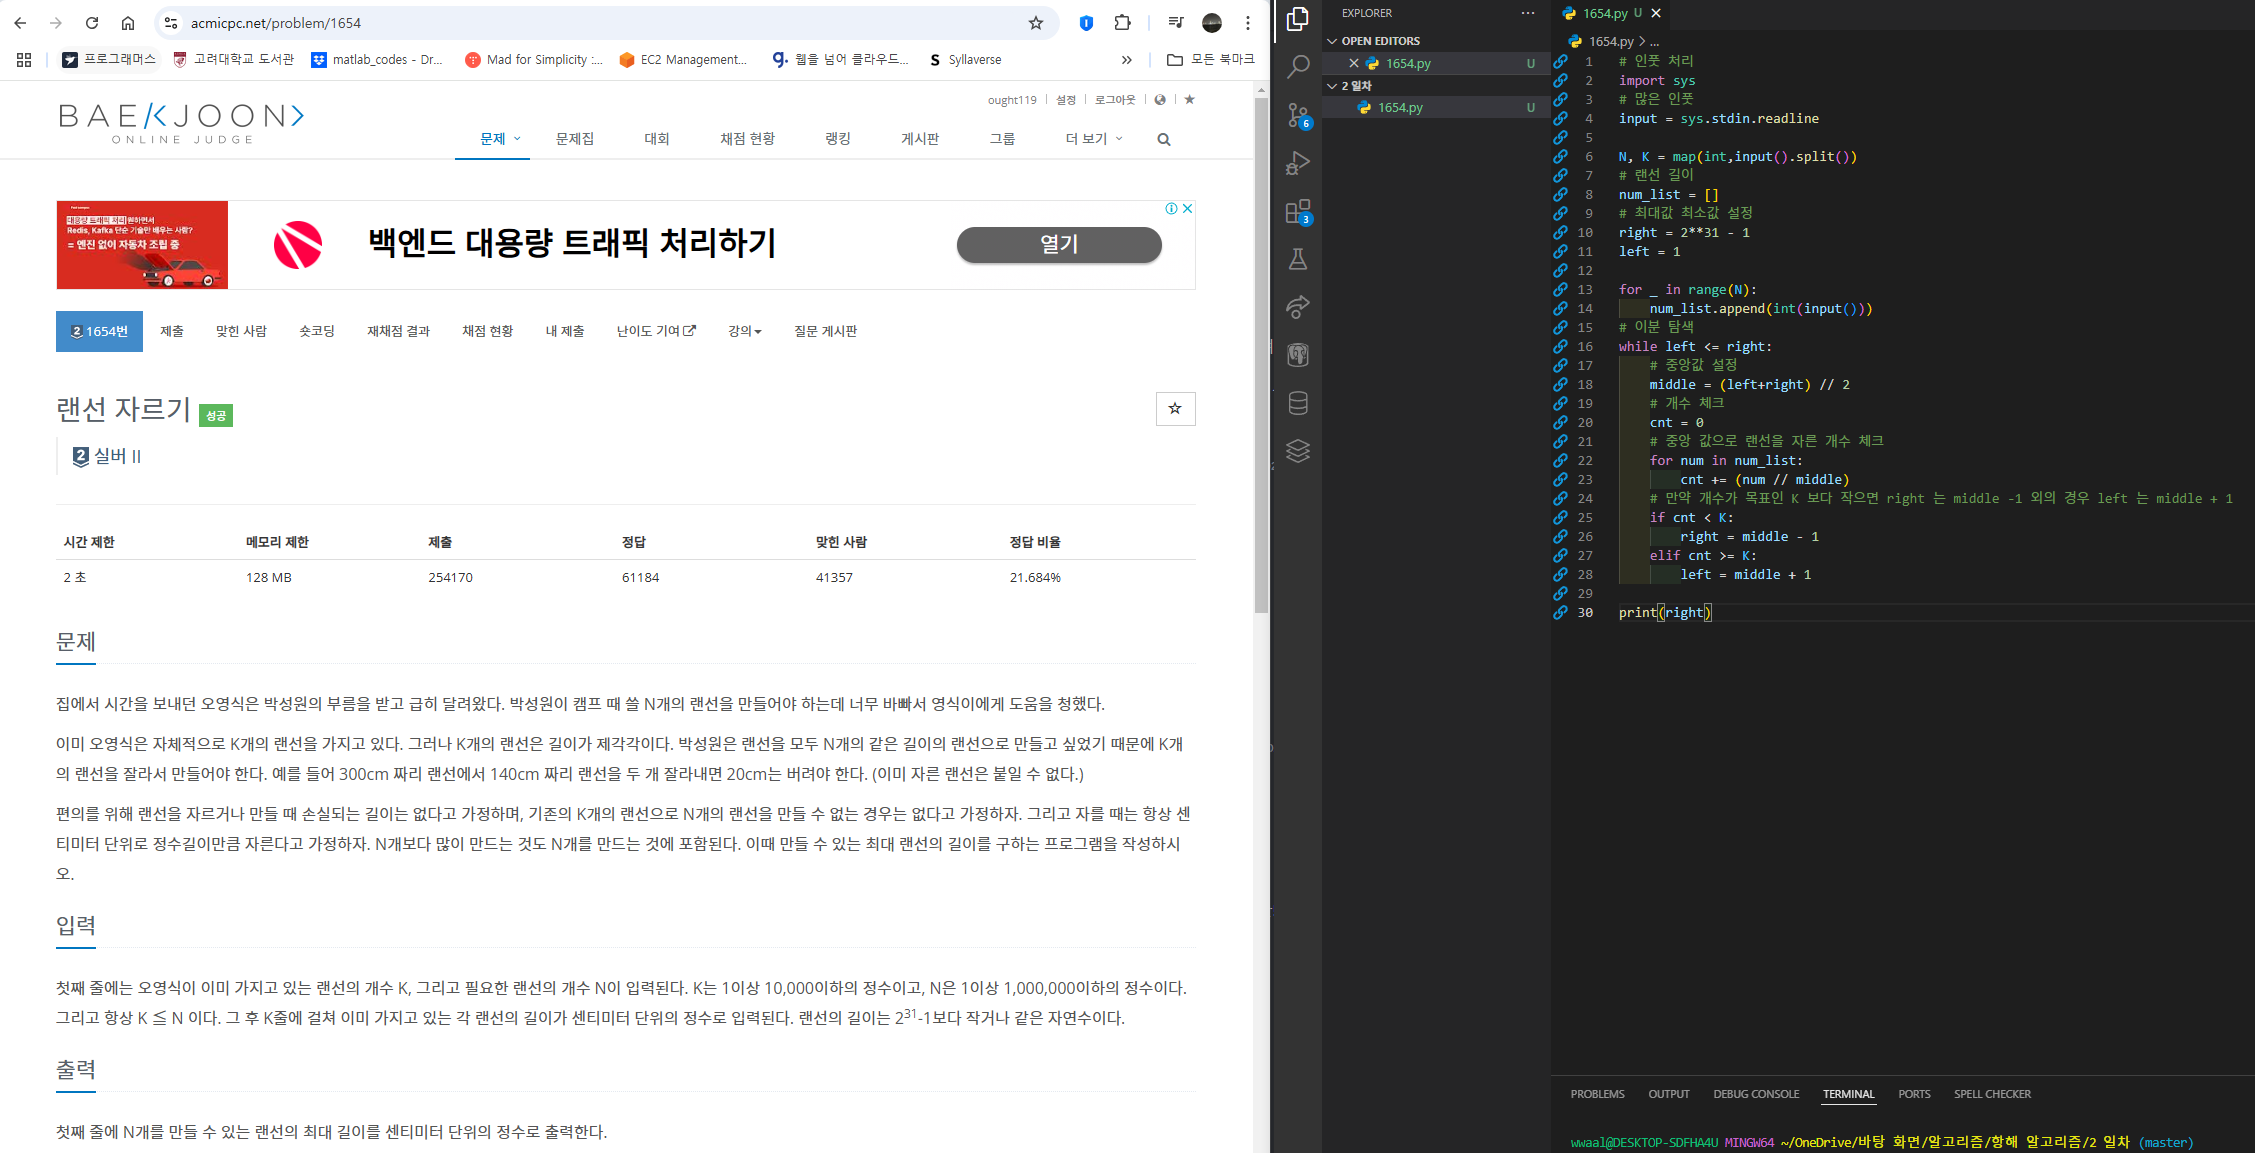 acmicpc.net/problem/1654
프로그래머스
고려대학교 도서관
matlab_codes - Dr...
Mad for Simplicity :...
EC2 Management...
웹을 넘어 클라우드...
Syllaverse
모든 북마크
BAEKJOON>
ONLINE JUDGE
ought119 설정 로그아웃
문제 문제집 대회 채점 현황 랭킹 게시판 그룹 더 보기
대용량 트래픽 처리 원하면서
Redis, Kafka 단순 기술만 배우는 사람?
= 엔진 없이 자동차 조립 중
백엔드 대용량 트래픽 처리하기
열기
2 1654번 제출 맞힌 사람 숏코딩 재채점 결과 채점 현황 내 제출 난이도 기여 강의 질문 게시판
랜선 자르기 성공
2 실버 II
시간 제한 메모리 제한 제출 정답 맞힌 사람 정답 비율
2 초 128 MB 254170 61184 41357 21.684%
문제
집에서 시간을 보내던 오영식은 박성원의 부름을 받고 급히 달려왔다. 박성원이 캠프 때 쓸 N개의 랜선을 만들어야 하는데 너무 바빠서 영식이에게 도움을 청했다.
이미 오영식은 자체적으로 K개의 랜선을 가지고 있다. 그러나 K개의 랜선은 길이가 제각각이다. 박성원은 랜선을 모두 N개의 같은 길이의 랜선으로 만들고 싶었기 때문에 K개
의 랜선을 잘라서 만들어야 한다. 예를 들어 300cm 짜리 랜선에서 140cm 짜리 랜선을 두 개 잘라내면 20cm는 버려야 한다. (이미 자른 랜선은 붙일 수 없다.)
편의를 위해 랜선을 자르거나 만들 때 손실되는 길이는 없다고 가정하며, 기존의 K개의 랜선으로 N개의 랜선을 만들 수 없는 경우는 없다고 가정하자. 그리고 자를 때는 항상 센
티미터 단위로 정수길이만큼 자른다고 가정하자. N개보다 많이 만드는 것도 N개를 만드는 것에 포함된다. 이때 만들 수 있는 최대 랜선의 길이를 구하는 프로그램을 작성하시
오.
입력
첫째 줄에는 오영식이 이미 가지고 있는 랜선의 개수 K, 그리고 필요한 랜선의 개수 N이 입력된다. K는 1이상 10,000이하의 정수이고, N은 1이상 1,000,000이하의 정수이다.
그리고 항상 K ≦ N 이다. 그 후 K줄에 걸쳐 이미 가지고 있는 각 랜선의 길이가 센티미터 단위의 정수로 입력된다. 랜선의 길이는 2^31-1보다 작거나 같은 자연수이다.
출력
첫째 줄에 N개를 만들 수 있는 랜선의 최대 길이를 센티미터 단위의 정수로 출력한다.
6
3
EXPLORER
OPEN EDITORS
1654.py U
2 일차
1654.py U
1654.py U
1654.py > ...
1 # 인풋 처리
2 import sys
3 # 많은 인풋
4 input = sys.stdin.readline
5
6 N, K = map(int,input().split())
7 # 랜선 길이
8 num_list = []
9 # 최대값 최소값 설정
10 right = 2**31 - 1
11 left = 1
12
13 for _ in range(N):
14 num_list.append(int(input()))
15 # 이분 탐색
16 while left <= right:
17 # 중앙값 설정
18 middle = (left+right) // 2
19 # 개수 체크
20 cnt = 0
21 # 중앙 값으로 랜선을 자른 개수 체크
22 for num in num_list:
23 cnt += (num // middle)
24 # 만약 개수가 목표인 K 보다 작으면 right 는 middle -1 외의 경우 left 는 middle + 1
25 if cnt < K:
26 right = middle - 1
27 elif cnt >= K:
28 left = middle + 1
29
30 print(right)
PROBLEMS OUTPUT DEBUG CONSOLE TERMINAL PORTS SPELL CHECKER
wwaal@DESKTOP-SDFHA4U MINGW64 ~/OneDrive/바탕 화면/알고리즘/항해 알고리즘/2 일차 (master)